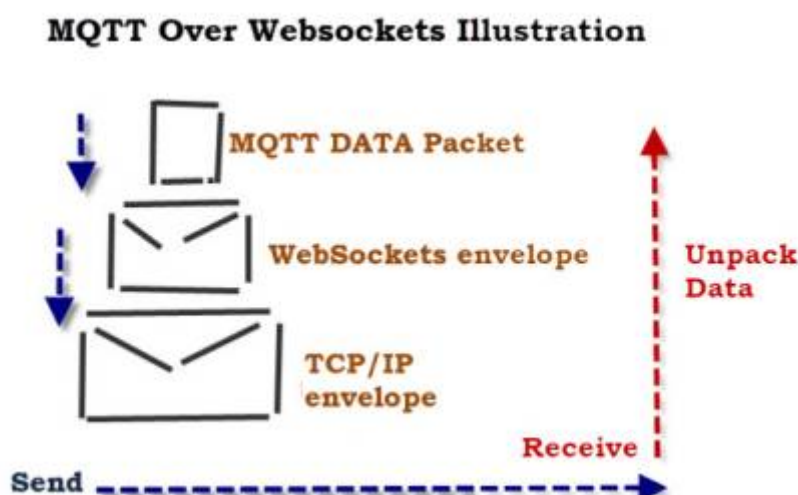 MQTT Over Websockets Illustration
MQTT DATA Packet
WebSockets envelope
Unpack
Data
TCP/IP
envelope
Receive
Send